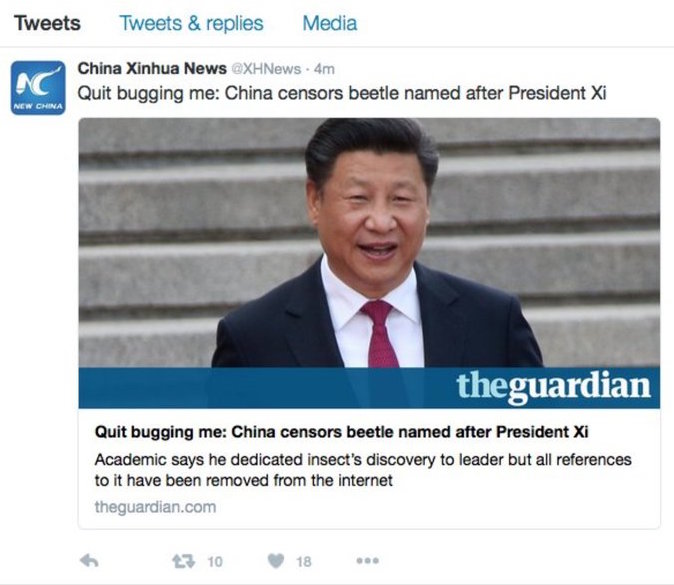 Tweets Tweets & replies Media
China Xinhua News @XHNews · 4m
Quit bugging me: China censors beetle named after President Xi
NC
NEW CHINA
theguardian
Quit bugging me: China censors beetle named after President Xi
Academic says he dedicated insect's discovery to leader but all references
to it have been removed from the internet
theguardian.com
10 18